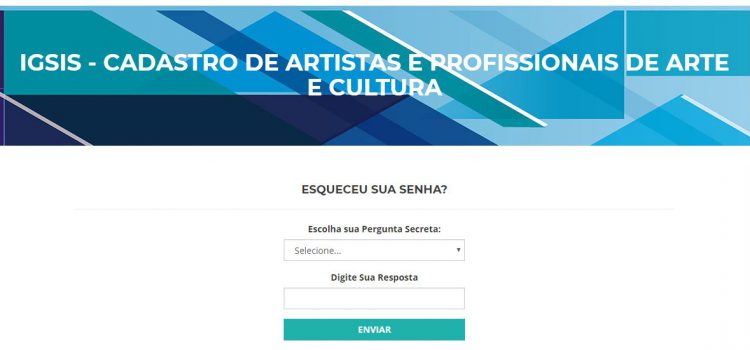 IGSIS - CADASTRO DE ARTISTAS E PROFISSIONAIS DE ARTE
E CULTURA
ESQUECEU SUA SENHA?
Escolha sua Pergunta Secreta:
Selecione...
Digite Sua Resposta
ENVIAR